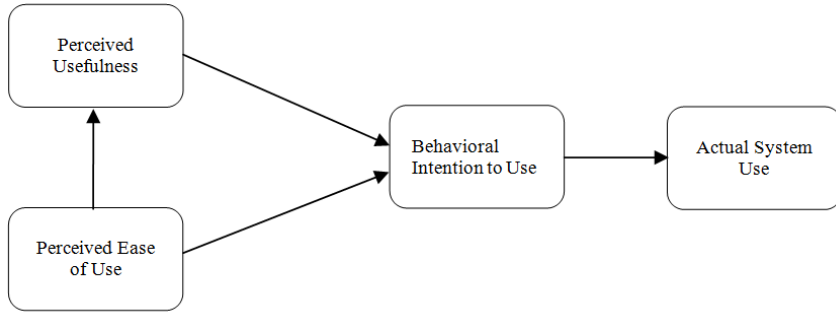 Perceived
Usefulness
Behavioral
Intention to Use
Actual System
Use
Perceived Ease
of Use